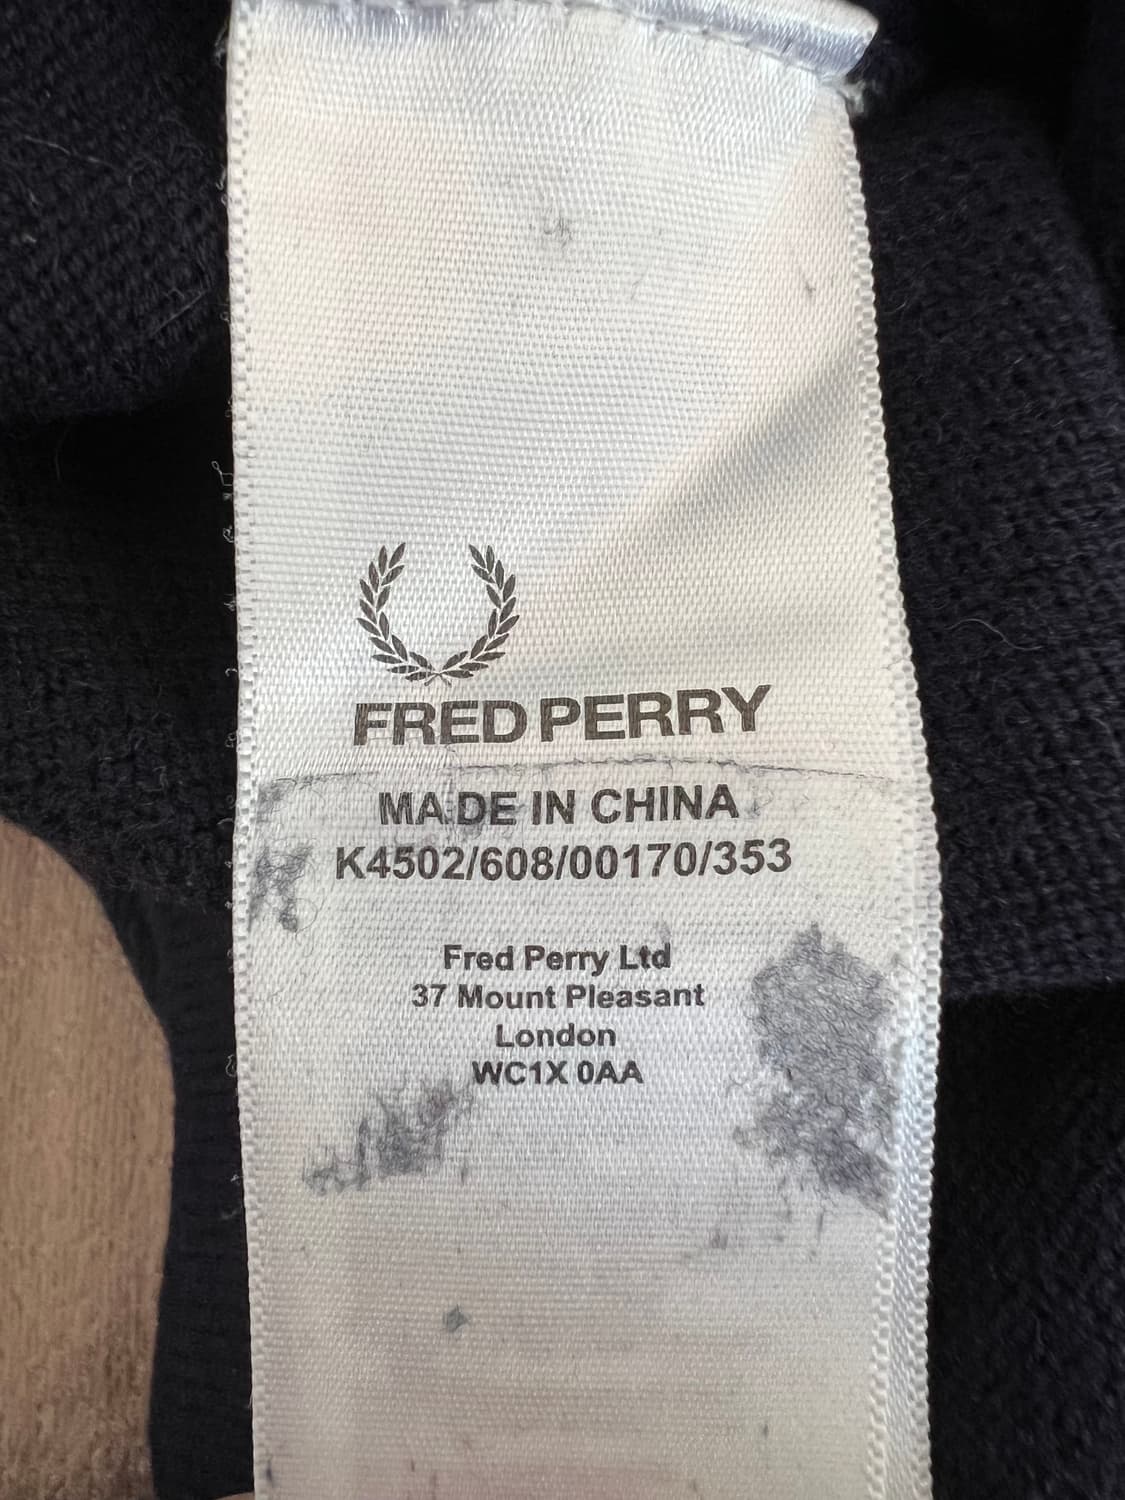 FRED PERRY
MADE IN CHINA
K4502/608/00170/353
Fred Perry Ltd
37 Mount Pleasant
London
WC1X 0AA